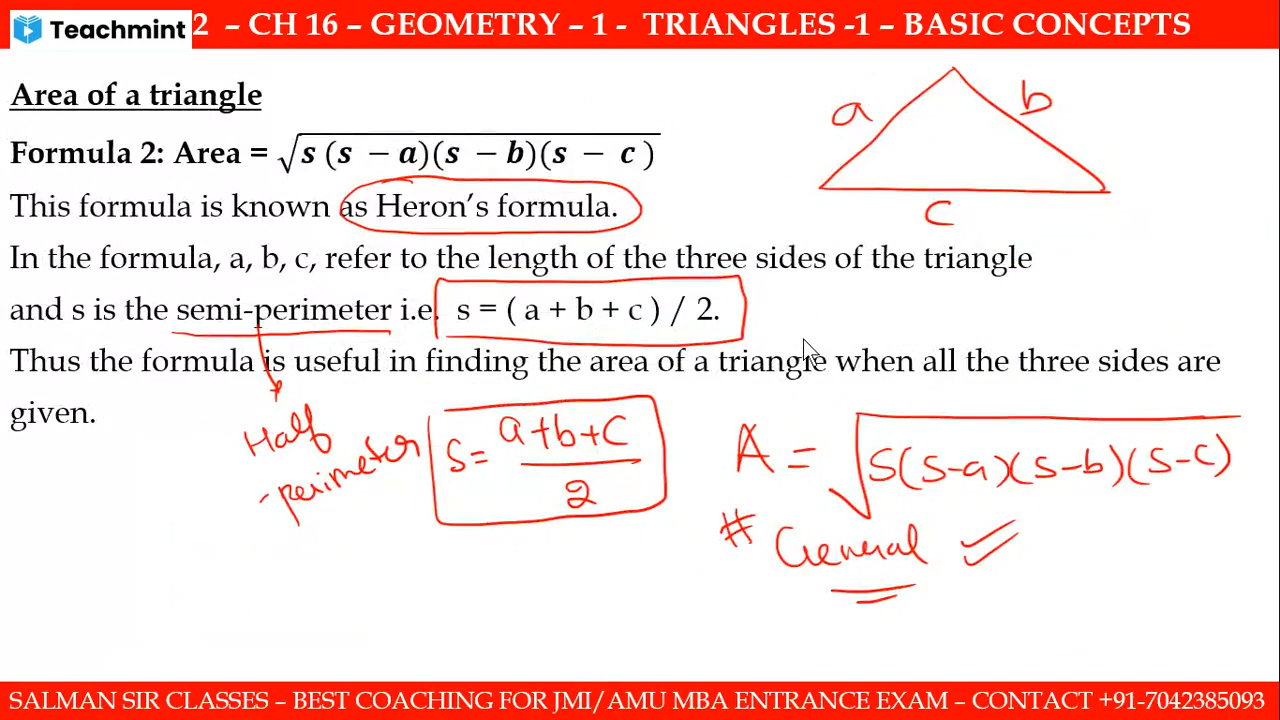 Teachmint 2 – CH 16 – GEOMETRY – 1 - TRIANGLES -1 – BASIC CONCEPTS
Area of a triangle
Formula 2: Area = √s (s − a)(s − b)(s − c )
This formula is known as Heron's formula.
In the formula, a, b, c, refer to the length of the three sides of the triangle
and s is the semi-perimeter i.e. s = ( a + b + c ) / 2.
Thus the formula is useful in finding the area of a triangle when all the three sides are
given.
a
b
c
Half
-perimeter
S = a+b+c
2
A = √S(S-a)(S-b)(S-c)
# General
SALMAN SIR CLASSES – BEST COACHING FOR JMI/AMU MBA ENTRANCE EXAM – CONTACT +91-7042385093